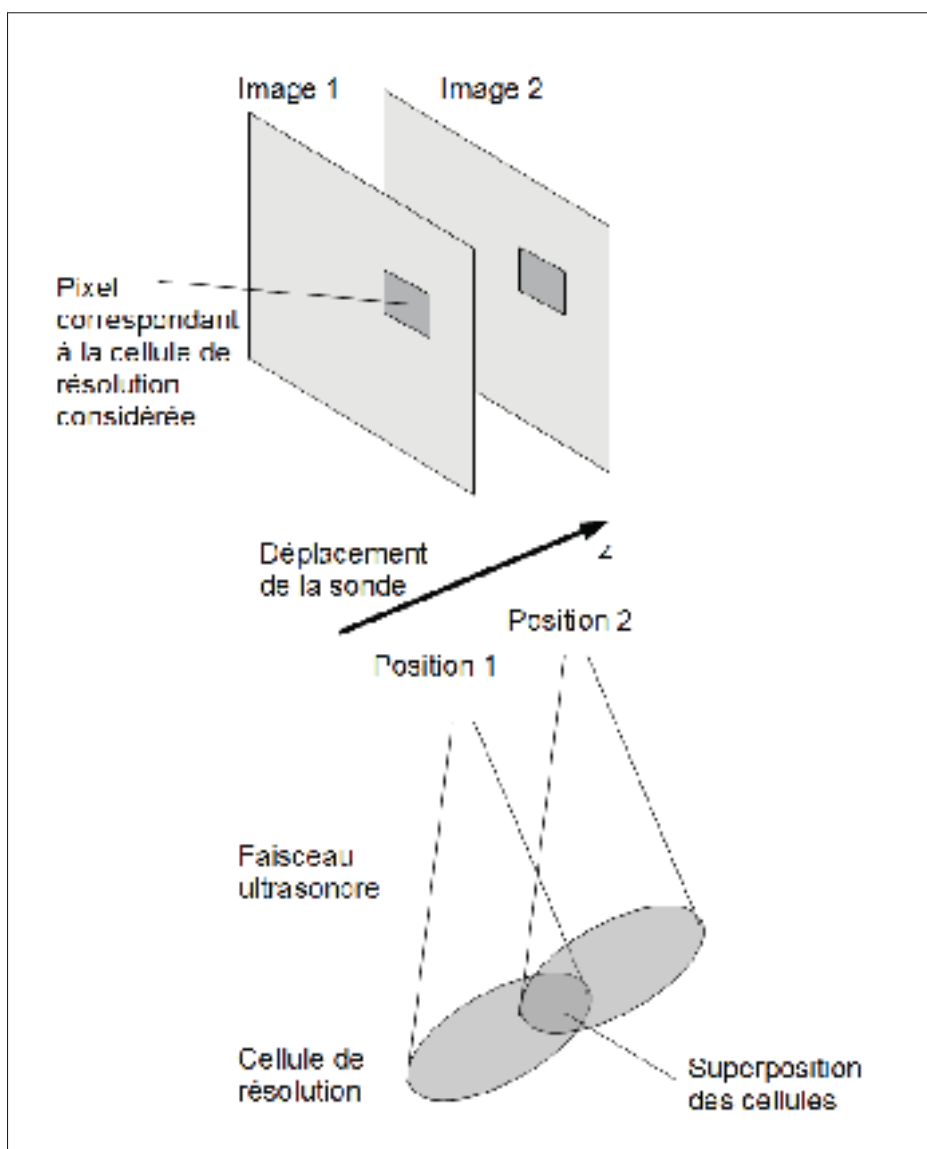 Image 1
Image 2
Pixel
correspondant
à la cellule de
résolution
considérée
Déplacement
de la sonde
z
Position 2
Position 1
Faisceau
ultrasonore
Cellule de
résolution
Superposition
des cellules